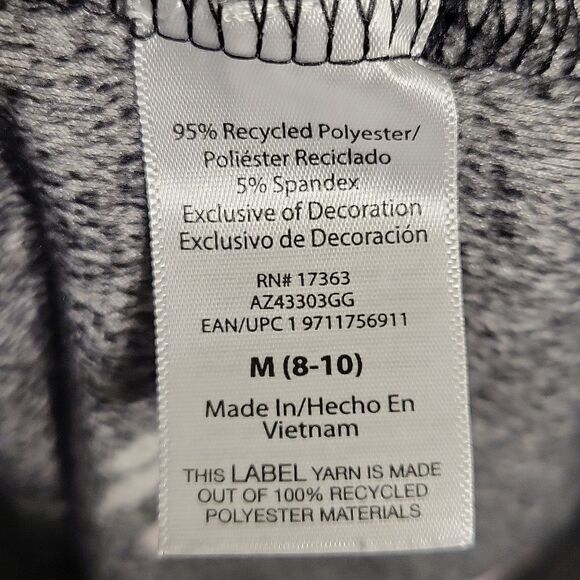 95% Recycled Polyester/
Poliéster Reciclado
5% Spandex
Exclusive of Decoration
Exclusivo de Decoración
RN# 17363
AZ43303GG
EAN/UPC 1 9711756911
M (8-10)
Made In/Hecho En
Vietnam
THIS LABEL YARN IS MADE
OUT OF 100% RECYCLED
POLYESTER MATERIALS